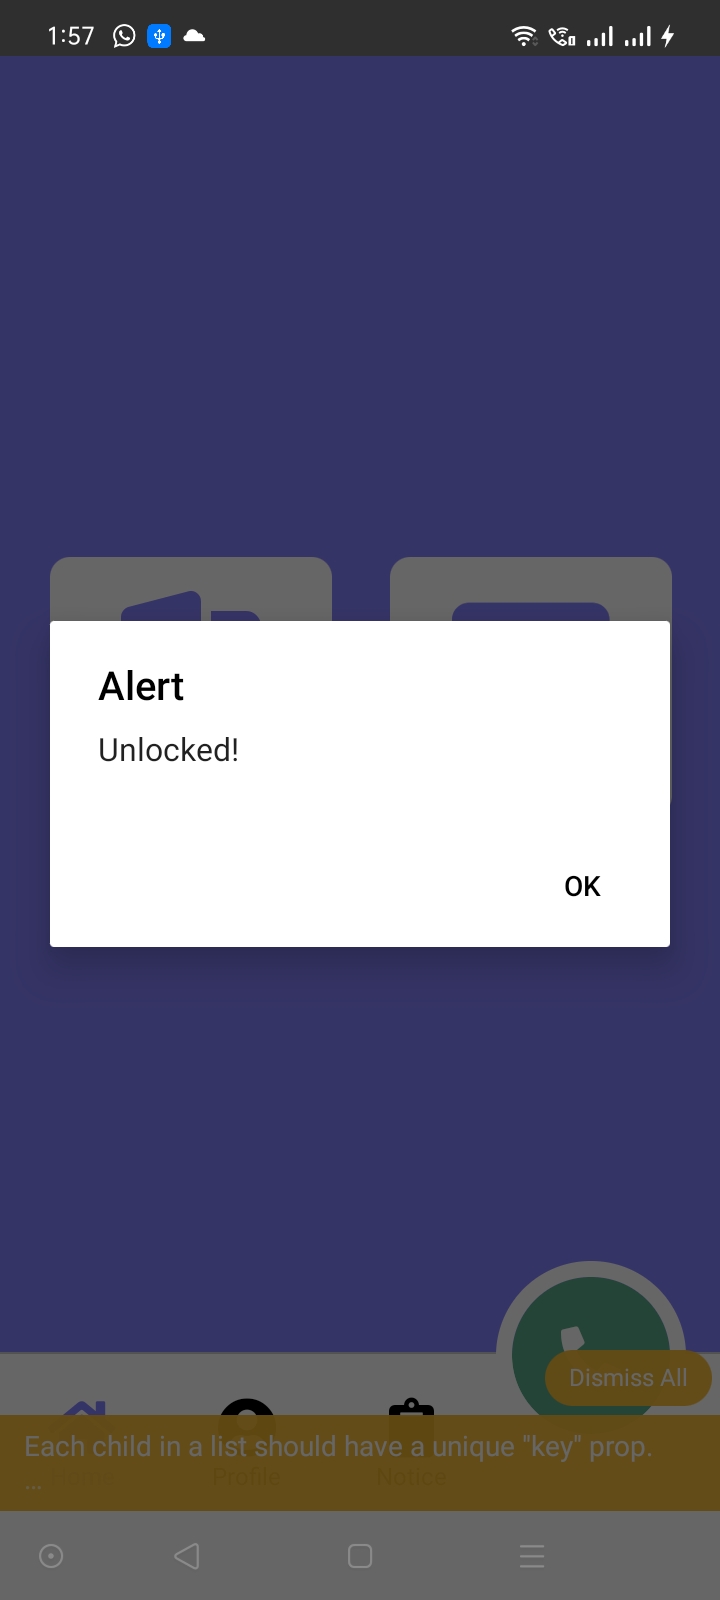 1:57
Alert
Unlocked!
OK
Dismiss All
Each child in a list should have a unique "key" prop.
...
Profile
Notice